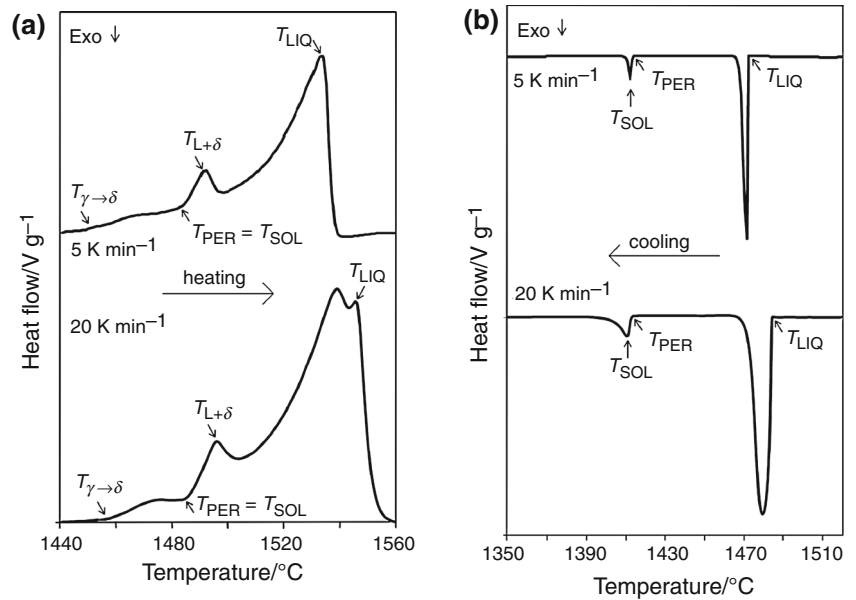 (a)
Exo ↓
T_LIQ
T_L+δ
T_γ→δ
T_PER = T_SOL
5 K min⁻¹
heating
T_LIQ
20 K min⁻¹
T_L+δ
T_γ→δ
T_PER = T_SOL
Heat flow/V g⁻¹
1440 1480 1520 1560
Temperature/°C
(b)
Exo ↓
5 K min⁻¹
T_PER
T_LIQ
T_SOL
cooling
20 K min⁻¹
T_PER
T_LIQ
T_SOL
Heat flow/V g⁻¹
1350 1390 1430 1470 1510
Temperature/°C